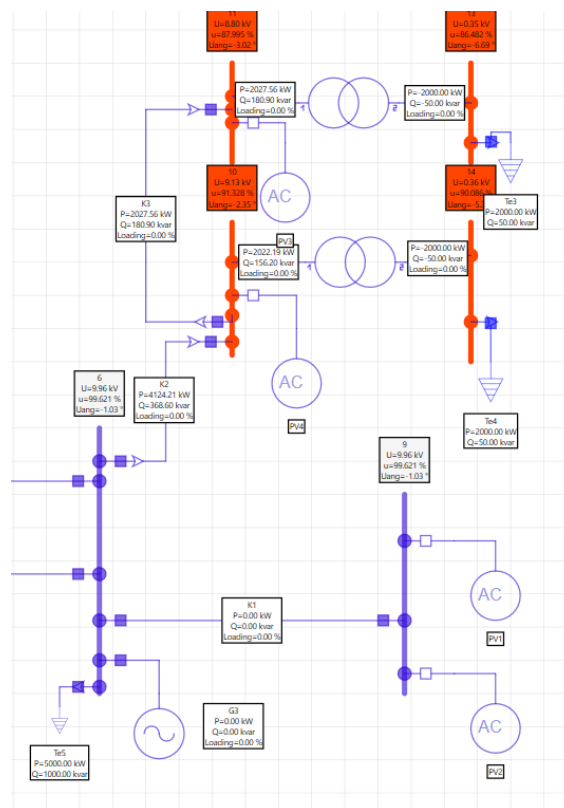 11
U=8.80 kV
u=87.995 %
Uang=-3.02 °
13
U=0.35 kV
u=86.482 %
Uang=-6.69 °
P=2027.56 kW
Q=180.90 kvar
Loading=0.00 %
1
2
P=-2000.00 kW
Q=-50.00 kvar
Loading=0.00 %
10
U=9.13 kV
u=91.328 %
Uang=-2.35 °
AC
PV3
14
U=0.36 kV
u=90.086 %
Te3
P=2000.00 kW
Q=50.00 kvar
K3
P=2027.56 kW
Q=180.90 kvar
Loading=0.00 %
P=2022.19 kW
Q=156.20 kvar
Loading=0.00 %
1
2
P=-2000.00 kW
Q=-50.00 kvar
Loading=0.00 %
6
U=9.96 kV
u=99.621 %
Uang=-1.03 °
K2
P=4124.21 kW
Q=368.60 kvar
Loading=0.00 %
AC
PV4
Te4
P=2000.00 kW
Q=50.00 kvar
9
U=9.96 kV
u=99.621 %
Uang=-1.03 °
AC
PV1
K1
P=0.00 kW
Q=0.00 kvar
Loading=0.00 %
G3
P=0.00 kW
Q=0.00 kvar
Loading=0.00 %
AC
PV2
Te5
P=5000.00 kW
Q=1000.00 kvar